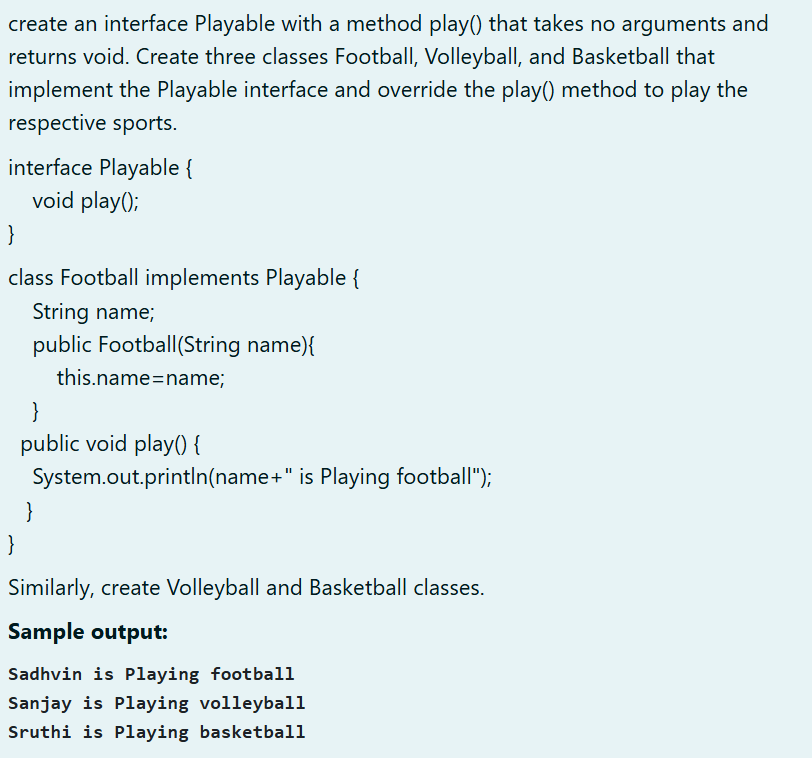 create an interface Playable with a method play() that takes no arguments and
returns void. Create three classes Football, Volleyball, and Basketball that
implement the Playable interface and override the play() method to play the
respective sports.
interface Playable {
void play();
}
class Football implements Playable {
String name;
public Football(String name){
this.name=name;
}
public void play() {
System.out.println(name+" is Playing football");
}
}
Similarly, create Volleyball and Basketball classes.
Sample output:
Sadhvin is Playing football
Sanjay is Playing volleyball
Sruthi is Playing basketball